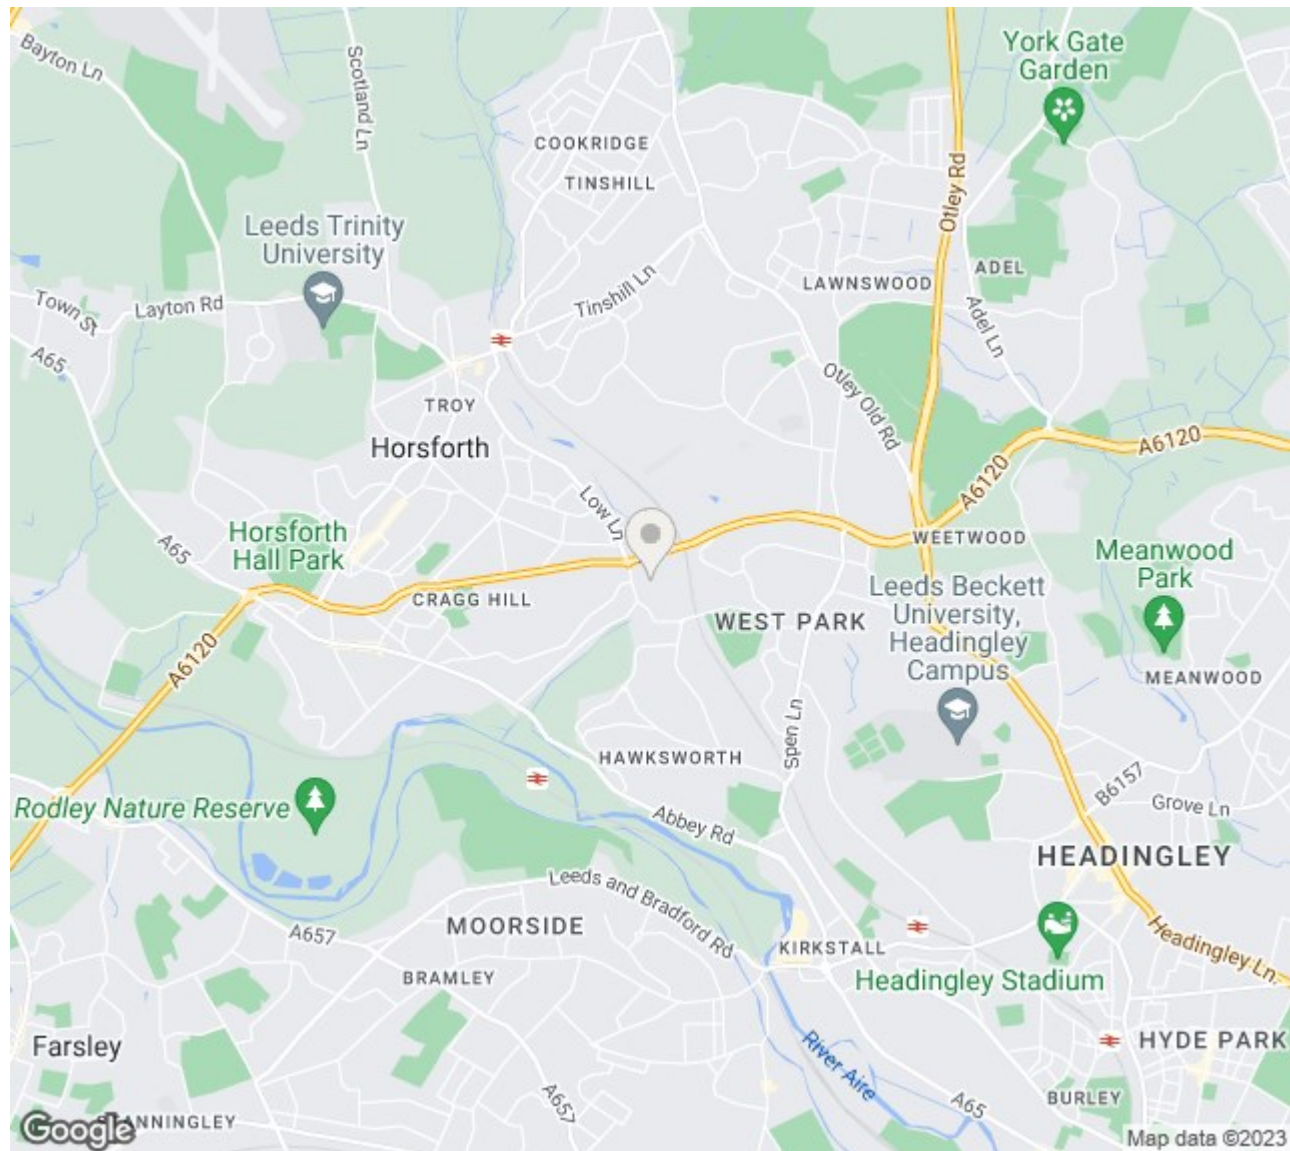 York Gate
Garden
Bayton Ln
Scotland Ln
COOKRIDGE
TINSHILL
Otley Rd
Leeds Trinity
University
ADEL
LAWNSWOOD
Tinshill Ln
Town St
Layton Rd
Adel Ln
A65
TROY
Otley Old Rd
Horsforth
A6120
A6120
Low Ln
Horsforth
Hall Park
A65
WEETWOOD
Meanwood
Park
CRAGG HILL
Leeds Beckett
University,
Headingley
Campus
WEST PARK
A6120
MEANWOOD
Spen Ln
HAWKSWORTH
B6157
Grove Ln
Rodley Nature Reserve
Abbey Rd
HEADINGLEY
Leeds and Bradford Rd
MOORSIDE
A657
KIRKSTALL
Headingley Ln
BRAMLEY
Headingley Stadium
Farsley
HYDE PARK
River Aire
A657
A65
BURLEY
ANNINGLEY
Google
Map data ©2023